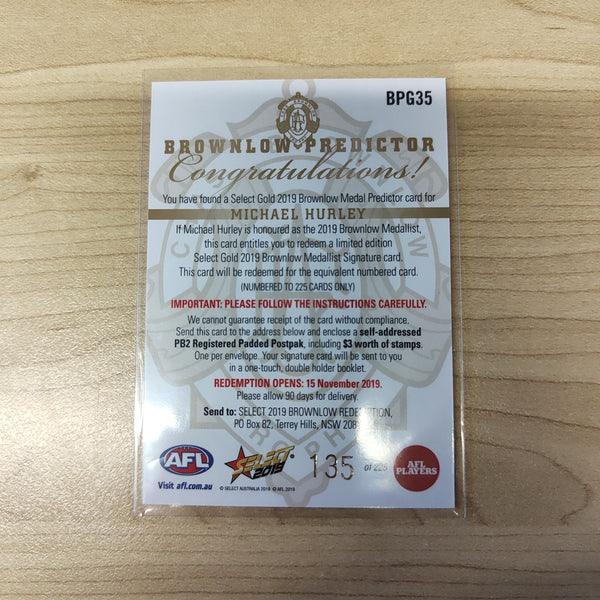 BPG35
BROWNLOW PREDICTOR
Congratulations!
You have found a Select Gold 2019 Brownlow Medal Predictor card for
MICHAEL HURLEY
If Michael Hurley is honoured as the 2019 Brownlow Medallist,
this card entitles you to redeem a limited edition
Select Gold 2019 Brownlow Medallist Signature card.
This card will be redeemed for the equivalent numbered card.
(NUMBERED TO 225 CARDS ONLY)
IMPORTANT: PLEASE FOLLOW THE INSTRUCTIONS CAREFULLY.
We cannot guarantee receipt of the card without compliance.
Send this card to the address below and enclose a self-addressed
PB2 Registered Padded Postpak, including $3 worth of stamps.
One per envelope. Your signature card will be sent to you
in a one-touch, double holder booklet.
REDEMPTION OPENS: 15 November 2019.
Please allow 90 days for delivery.
Send to: SELECT 2019 BROWNLOW REDEMPTION,
PO Box 82, Terrey Hills, NSW
AFL
Visit afl.com.au
SELECT
2019
© SELECT AUSTRALIA 2019 © AFL 2019
135 of 225
AFL
PLAYERS